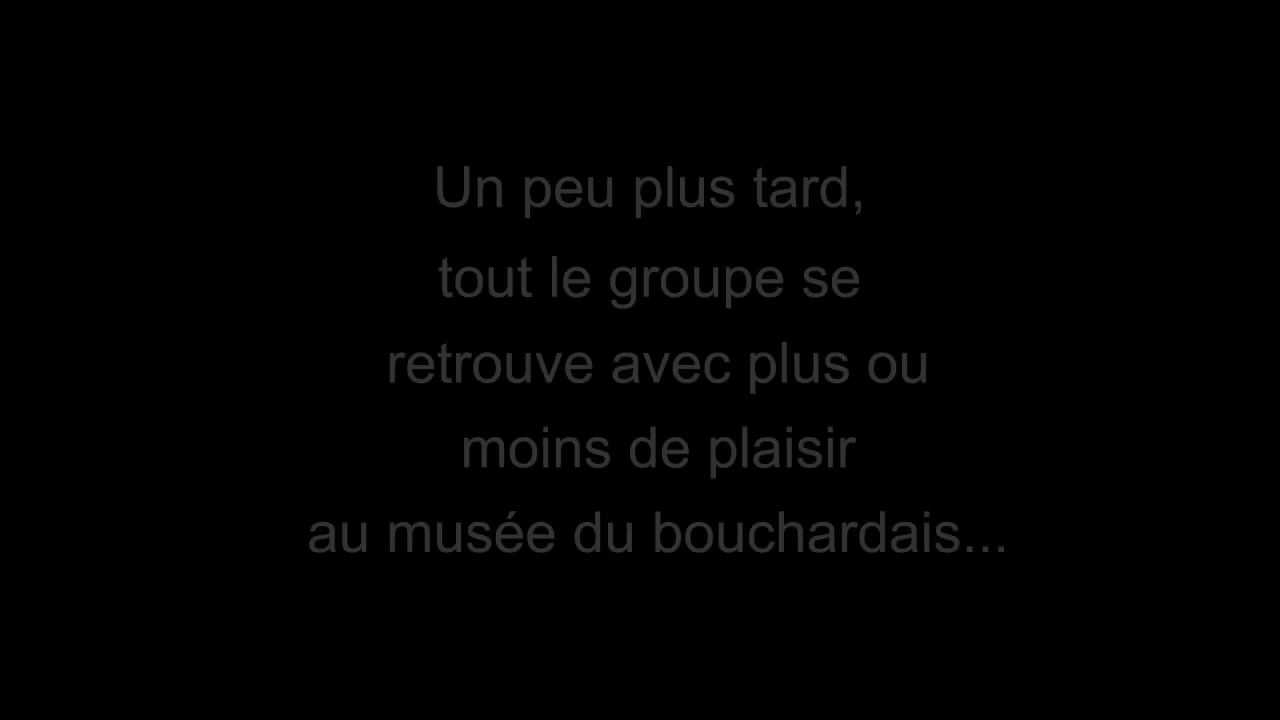 Un peu plus tard,
tout le groupe se
retrouve avec plus ou
moins de plaisir
au musée du bouchardais...